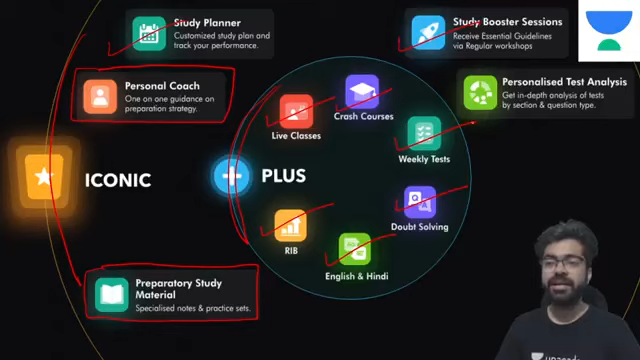 Study Planner
Customized study plan and
track your performance.
Study Booster Sessions
Receive Essential Guidelines
via Regular workshops
Personal Coach
One on one guidance on
preparation strategy.
Personalised Test Analysis
Get in-depth analysis of tests
by section & question type.
Live Classes
Crash Courses
Weekly Tests
ICONIC
PLUS
Doubt Solving
RIB
English & Hindi
Preparatory Study
Material
Specialised notes & practice sets.